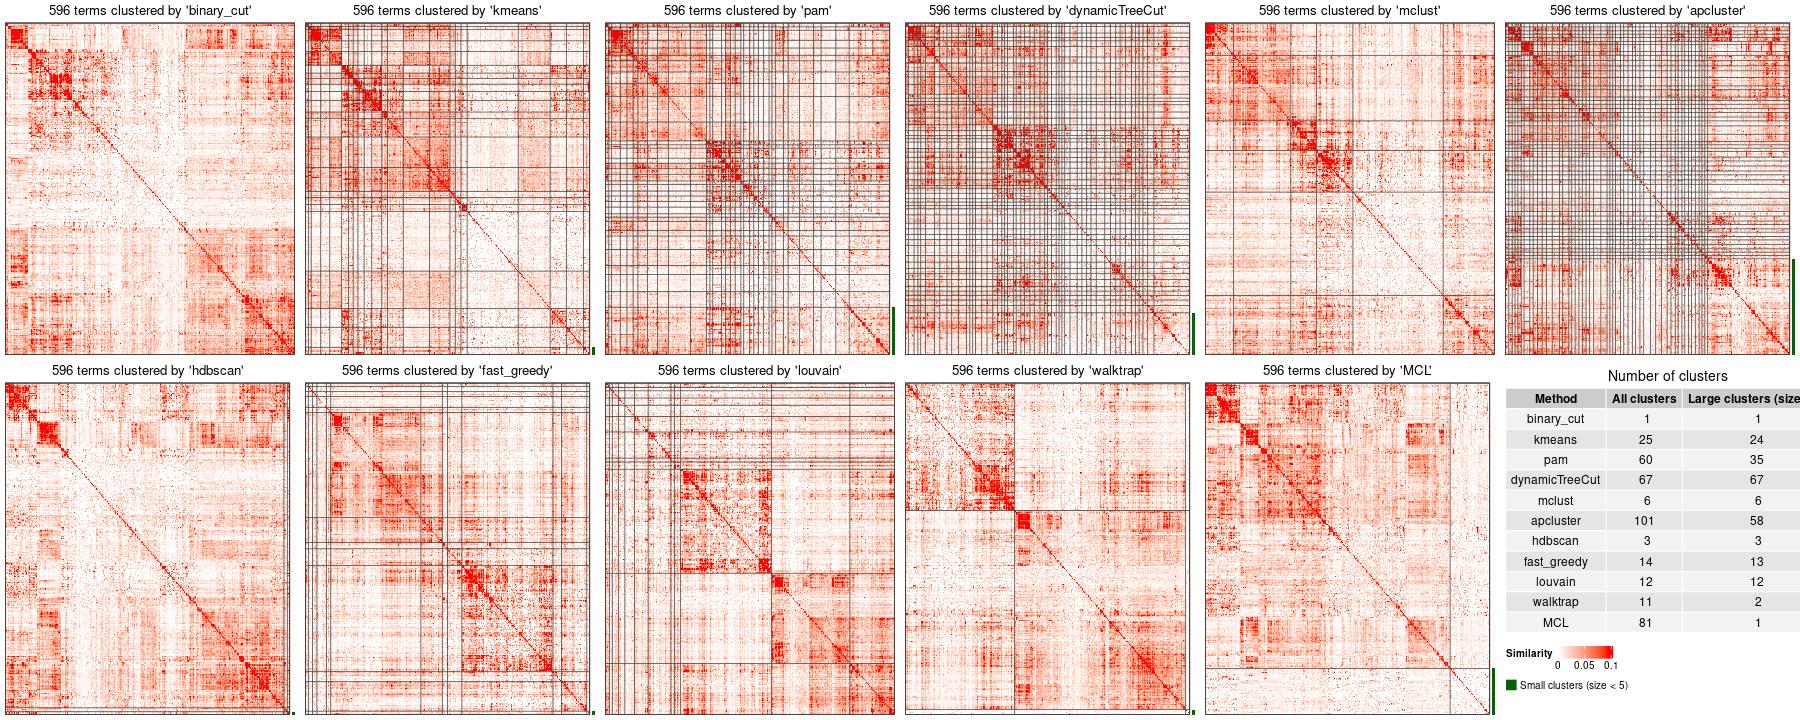 596 terms clustered by 'binary_cut'
596 terms clustered by 'kmeans'
596 terms clustered by 'pam'
596 terms clustered by 'dynamicTreeCut'
596 terms clustered by 'mclust'
596 terms clustered by 'apcluster'
596 terms clustered by 'hdbscan'
596 terms clustered by 'fast_greedy'
596 terms clustered by 'louvain'
596 terms clustered by 'walktrap'
596 terms clustered by 'MCL'
Number of clusters
Method All clusters Large clusters (size
binary_cut 1 1
kmeans 25 24
pam 60 35
dynamicTreeCut 67 67
mclust 6 6
apcluster 101 58
hdbscan 3 3
fast_greedy 14 13
louvain 12 12
walktrap 11 2
MCL 81 1
Similarity
0 0.05 0.1
Small clusters (size < 5)